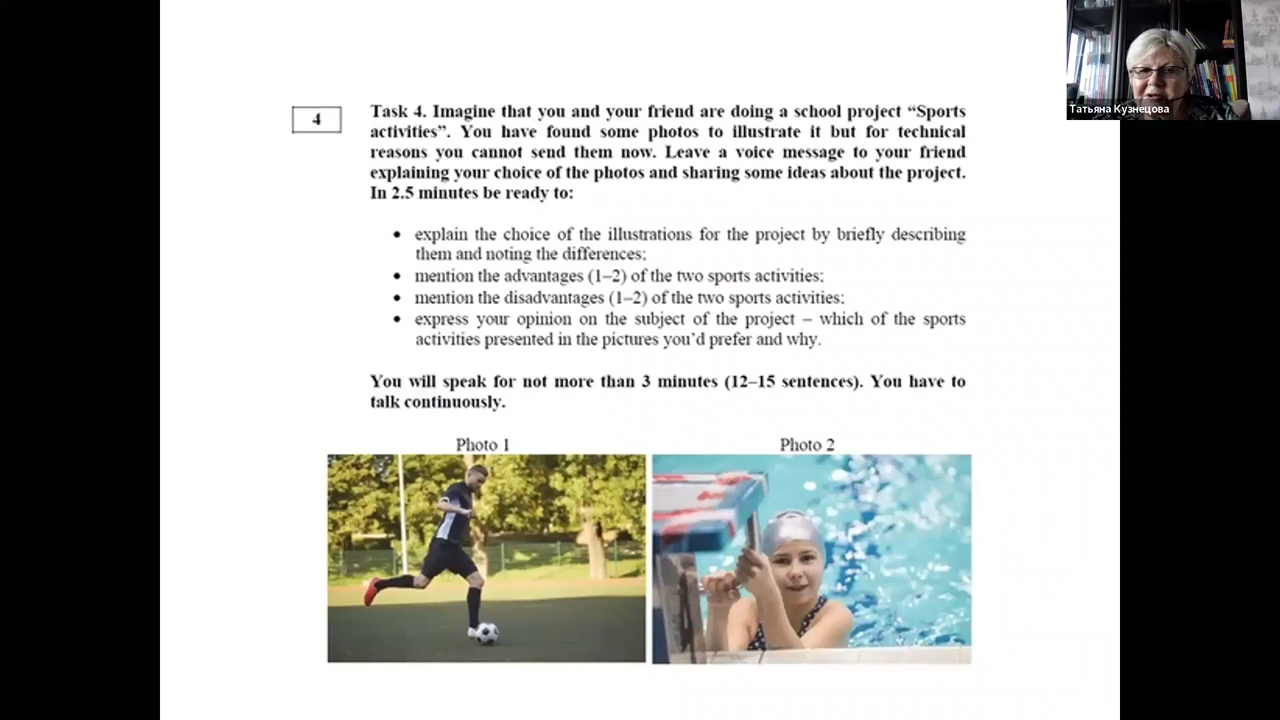 Татьяна Кузнецова
4
Task 4. Imagine that you and your friend are doing a school project “Sports
activities”. You have found some photos to illustrate it but for technical
reasons you cannot send them now. Leave a voice message to your friend
explaining your choice of the photos and sharing some ideas about the project.
In 2.5 minutes be ready to:
• explain the choice of the illustrations for the project by briefly describing
them and noting the differences;
• mention the advantages (1–2) of the two sports activities;
• mention the disadvantages (1–2) of the two sports activities;
• express your opinion on the subject of the project – which of the sports
activities presented in the pictures you’d prefer and why.
You will speak for not more than 3 minutes (12–15 sentences). You have to
talk continuously.
Photo 1
Photo 2